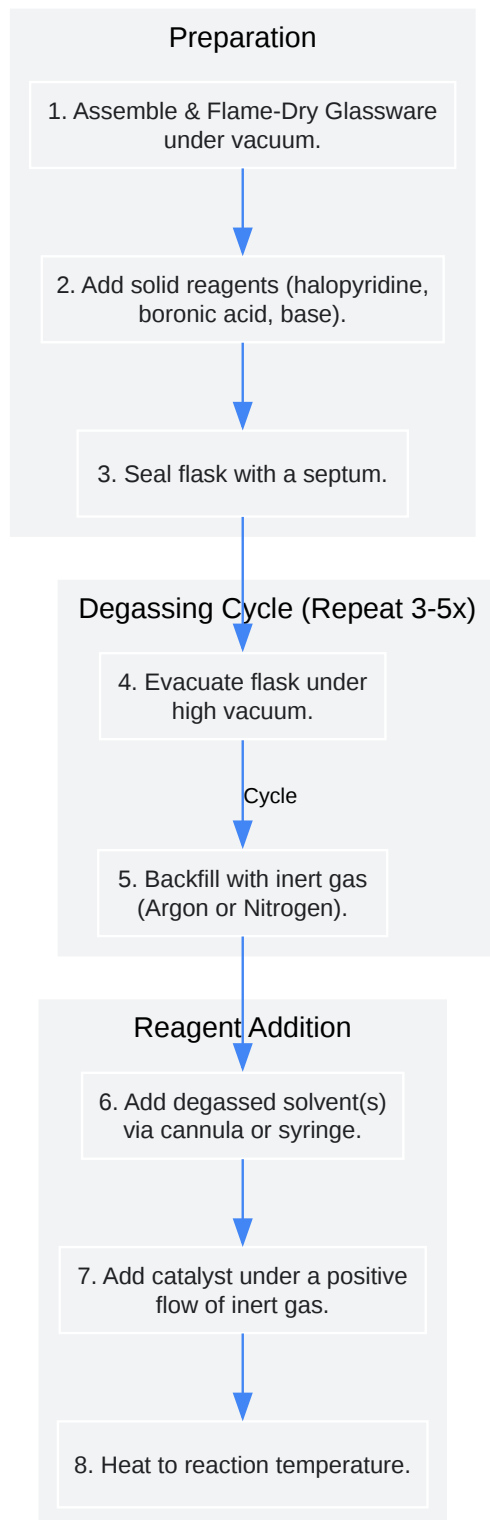 Preparation
1. Assemble & Flame-Dry Glassware
under vacuum.
2. Add solid reagents (halopyridine,
boronic acid, base).
3. Seal flask with a septum.
Degassing Cycle (Repeat 3-5x)
4. Evacuate flask under
high vacuum.
Cycle
5. Backfill with inert gas
(Argon or Nitrogen).
Reagent Addition
6. Add degassed solvent(s)
via cannula or syringe.
7. Add catalyst under a positive
flow of inert gas.
8. Heat to reaction temperature.